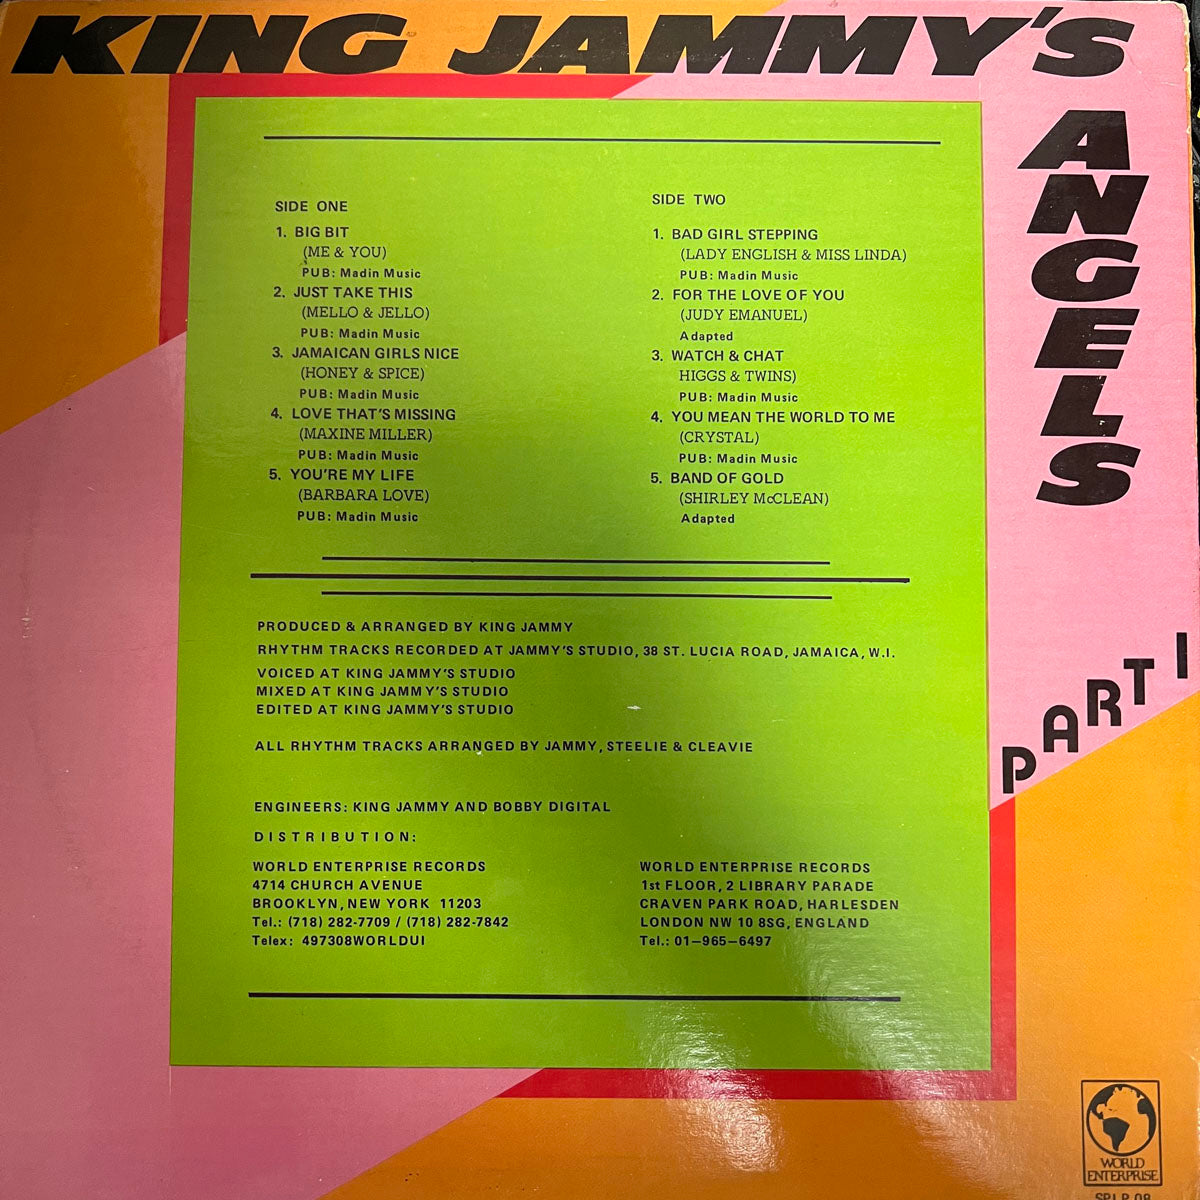 KING JAMMY'S
ANGELS
PART I
SIDE ONE
1. BIG BIT
(ME & YOU)
PUB: Madin Music
2. JUST TAKE THIS
(MELLO & JELLO)
PUB: Madin Music
3. JAMAICAN GIRLS NICE
(HONEY & SPICE)
PUB: Madin Music
4. LOVE THAT'S MISSING
(MAXINE MILLER)
PUB: Madin Music
5. YOU'RE MY LIFE
(BARBARA LOVE)
PUB: Madin Music
SIDE TWO
1. BAD GIRL STEPPING
(LADY ENGLISH & MISS LINDA)
PUB: Madin Music
2. FOR THE LOVE OF YOU
(JUDY EMANUEL)
Adapted
3. WATCH & CHAT
HIGGS & TWINS)
PUB: Madin Music
4. YOU MEAN THE WORLD TO ME
(CRYSTAL)
PUB: Madin Music
5. BAND OF GOLD
(SHIRLEY McCLEAN)
Adapted
PRODUCED & ARRANGED BY KING JAMMY
RHYTHM TRACKS RECORDED AT JAMMY'S STUDIO, 38 ST. LUCIA ROAD, JAMAICA, W.I.
VOICED AT KING JAMMY'S STUDIO
MIXED AT KING JAMMY'S STUDIO
EDITED AT KING JAMMY'S STUDIO
ALL RHYTHM TRACKS ARRANGED BY JAMMY, STEELIE & CLEAVIE
ENGINEERS: KING JAMMY AND BOBBY DIGITAL
DISTRIBUTION:
WORLD ENTERPRISE RECORDS
4714 CHURCH AVENUE
BROOKLYN, NEW YORK 11203
Tel.: (718) 282-7709 / (718) 282-7842
Telex: 497308WORLDUI
WORLD ENTERPRISE RECORDS
1st FLOOR, 2 LIBRARY PARADE
CRAVEN PARK ROAD, HARLESDEN
LONDON NW 10 8SG, ENGLAND
Tel.: 01-965-6497
WORLD
ENTERPRISE
SPLP 08